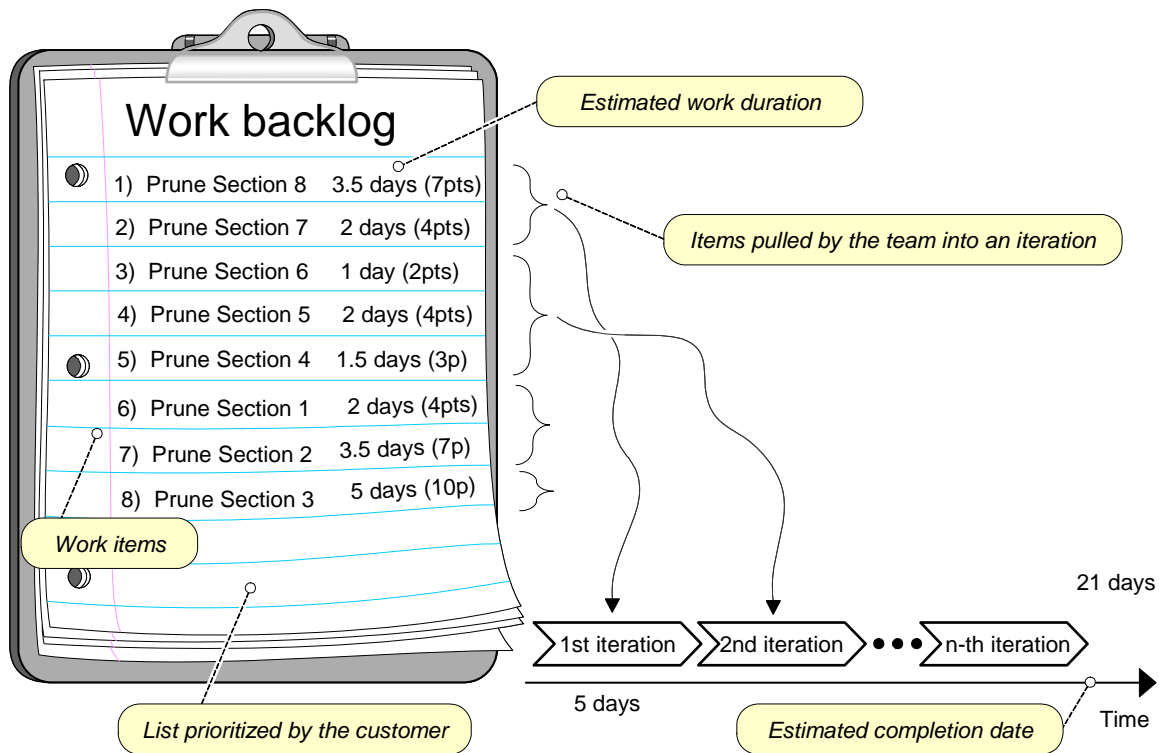 Work backlog
Estimated work duration
1) Prune Section 8 3.5 days (7pts)
2) Prune Section 7 2 days (4pts)
Items pulled by the team into an iteration
3) Prune Section 6 1 day (2pts)
4) Prune Section 5 2 days (4pts)
5) Prune Section 4 1.5 days (3p)
6) Prune Section 1 2 days (4pts)
7) Prune Section 2 3.5 days (7p)
8) Prune Section 3 5 days (10p)
Work items
21 days
1st iteration 2nd iteration n-th iteration
5 days
List prioritized by the customer
Estimated completion date
Time